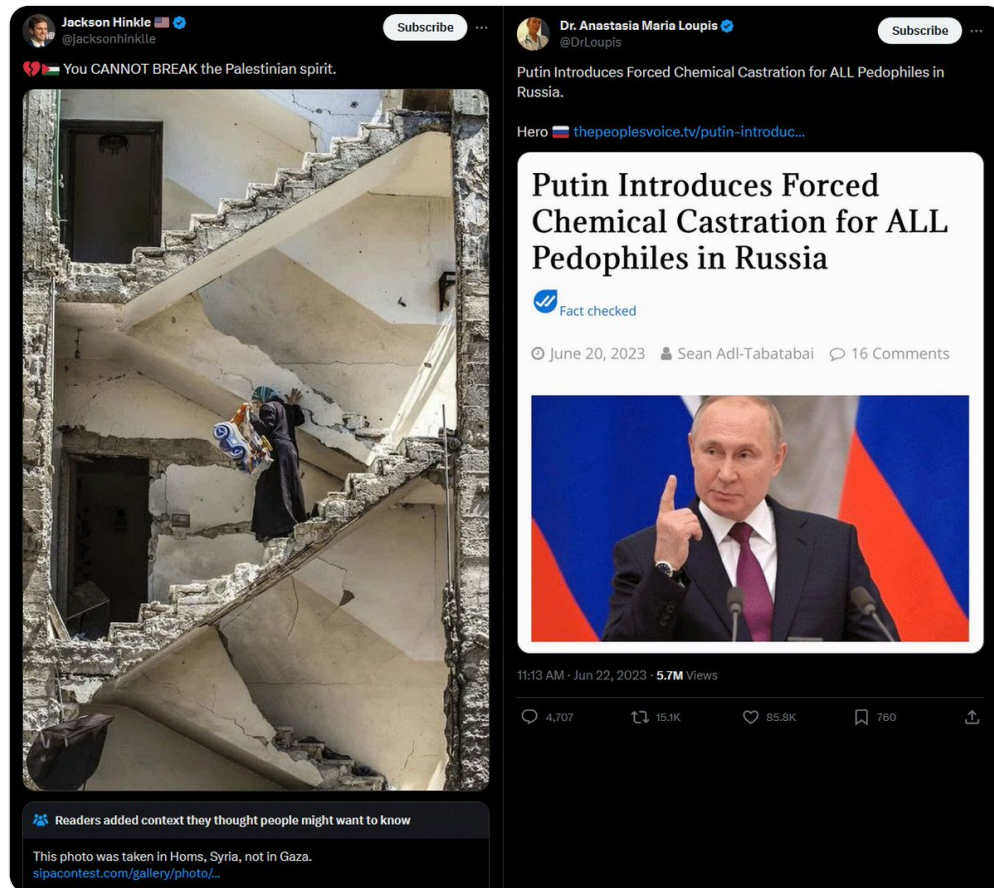 Jackson Hinkle 🇺🇸
@jacksonhinklle
Subscribe
💔🇵🇸 You CANNOT BREAK the Palestinian spirit.
Readers added context they thought people might want to know
This photo was taken in Homs, Syria, not in Gaza.
sipacontest.com/gallery/photo/...
Dr. Anastasia Maria Loupis
@DrLoupis
Subscribe
Putin Introduces Forced Chemical Castration for ALL Pedophiles in
Russia.
Hero 🇷🇺 thepeoplesvoice.tv/putin-introduc...
Putin Introduces Forced
Chemical Castration for ALL
Pedophiles in Russia
Fact checked
June 20, 2023 Sean Adl-Tabatabai 16 Comments
11:13 AM · Jun 22, 2023 · 5.7M Views
4,707 15.1K 85.8K 760